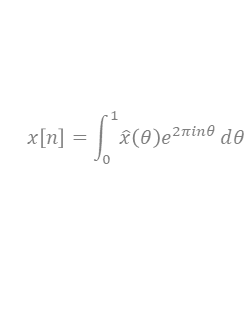 x[n] = ∫₀¹ x̂(θ)e^{2πinθ} dθ